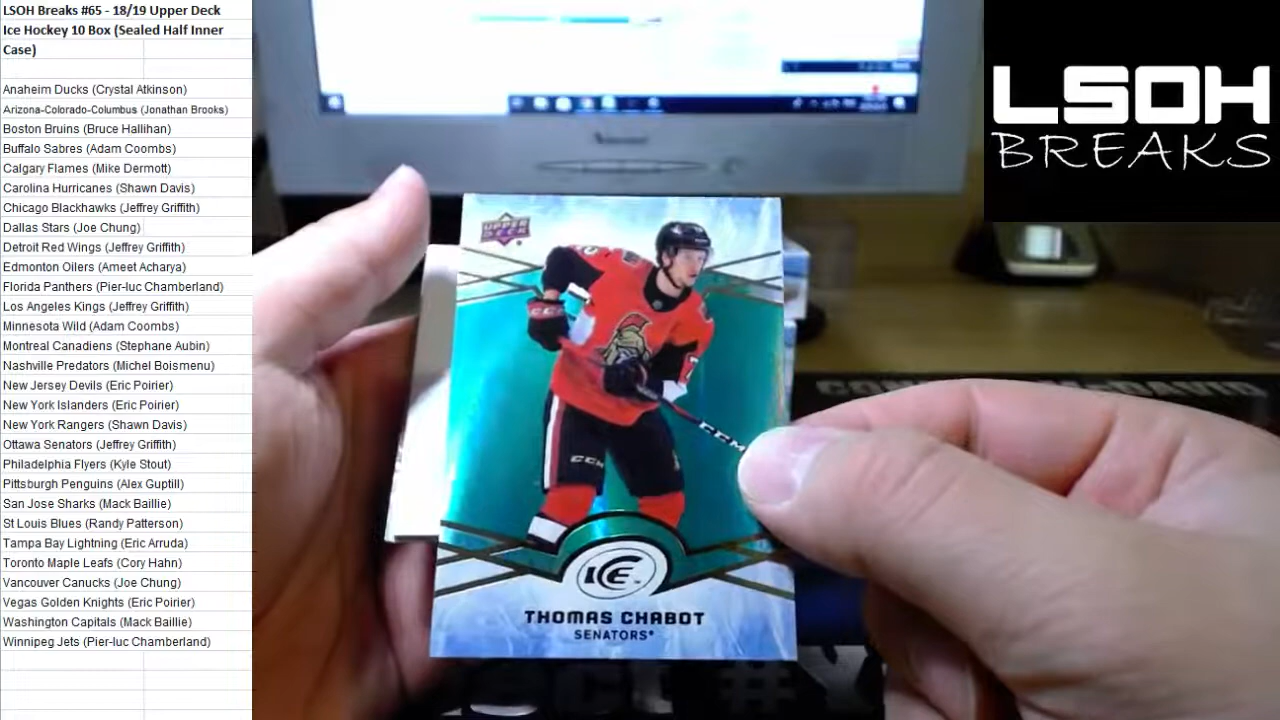 LSOH Breaks #65 - 18/19 Upper Deck
Ice Hockey 10 Box (Sealed Half Inner
Case)
Anaheim Ducks (Crystal Atkinson)
Arizona-Colorado-Columbus (Jonathan Brooks)
Boston Bruins (Bruce Hallihan)
Buffalo Sabres (Adam Coombs)
Calgary Flames (Mike Dermott)
Carolina Hurricanes (Shawn Davis)
Chicago Blackhawks (Jeffrey Griffith)
Dallas Stars (Joe Chung)
Detroit Red Wings (Jeffrey Griffith)
Edmonton Oilers (Ameet Acharya)
Florida Panthers (Pier-luc Chamberland)
Los Angeles Kings (Jeffrey Griffith)
Minnesota Wild (Adam Coombs)
Montreal Canadiens (Stephane Aubin)
Nashville Predators (Michel Boismenu)
New Jersey Devils (Eric Poirier)
New York Islanders (Eric Poirier)
New York Rangers (Shawn Davis)
Ottawa Senators (Jeffrey Griffith)
Philadelphia Flyers (Kyle Stout)
Pittsburgh Penguins (Alex Guptill)
San Jose Sharks (Mack Baillie)
St Louis Blues (Randy Patterson)
Tampa Bay Lightning (Eric Arruda)
Toronto Maple Leafs (Cory Hahn)
Vancouver Canucks (Joe Chung)
Vegas Golden Knights (Eric Poirier)
Washington Capitals (Mack Baillie)
Winnipeg Jets (Pier-luc Chamberland)
LSOH
BREAKS
UPPER
DECK
CCM
CCM
CCM
ICE
THOMAS CHABOT
SENATORS